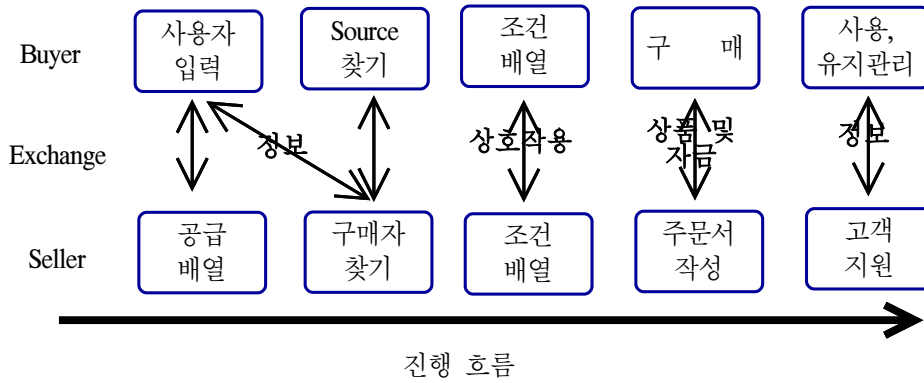 Buyer
사용자
입력
Source
찾기
조건
배열
구 매
사용,
유지관리
Exchange
정보
상호작용
상품 및
자금
정보
Seller
공급
배열
구매자
찾기
조건
배열
주문서
작성
고객
지원
진행 흐름